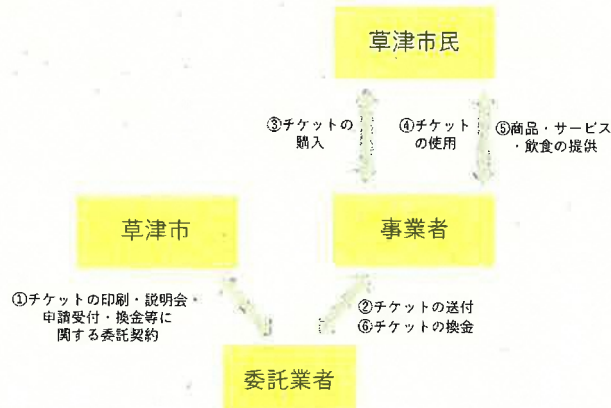 草津市民
③チケットの
購入
④チケット
の使用
⑤商品・サービス
・飲食の提供
草津市
事業者
①チケットの印刷・説明会・
申請受付・換金等に
関する委託契約
②チケットの送付
⑥チケットの換金
委託業者